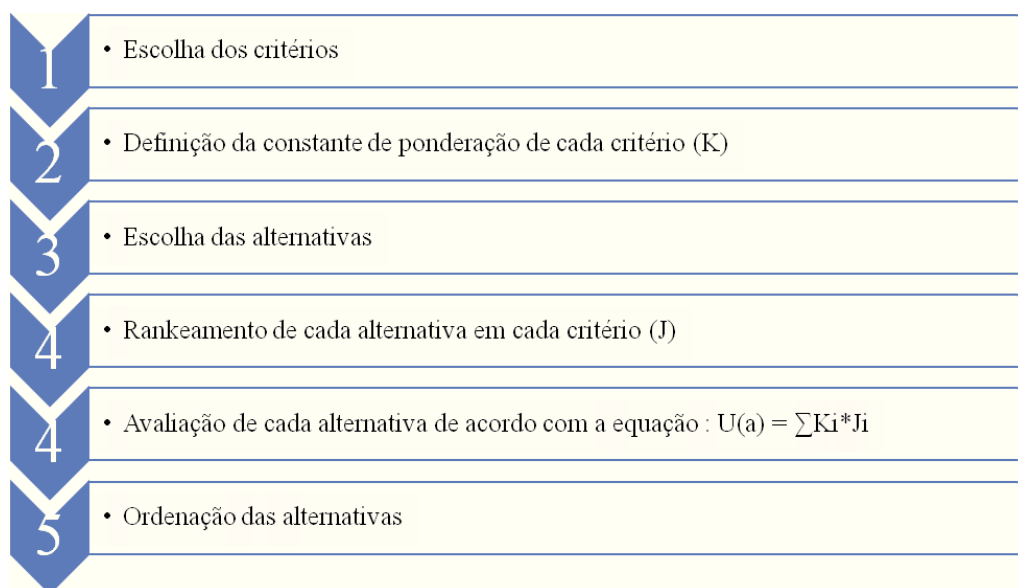 1
• Escolha dos critérios
2
• Definição da constante de ponderação de cada critério (K)
3
• Escolha das alternativas
4
• Rankeamento de cada alternativa em cada critério (J)
4
• Avaliação de cada alternativa de acordo com a equação : U(a) = ∑Ki*Ji
5
• Ordenação das alternativas